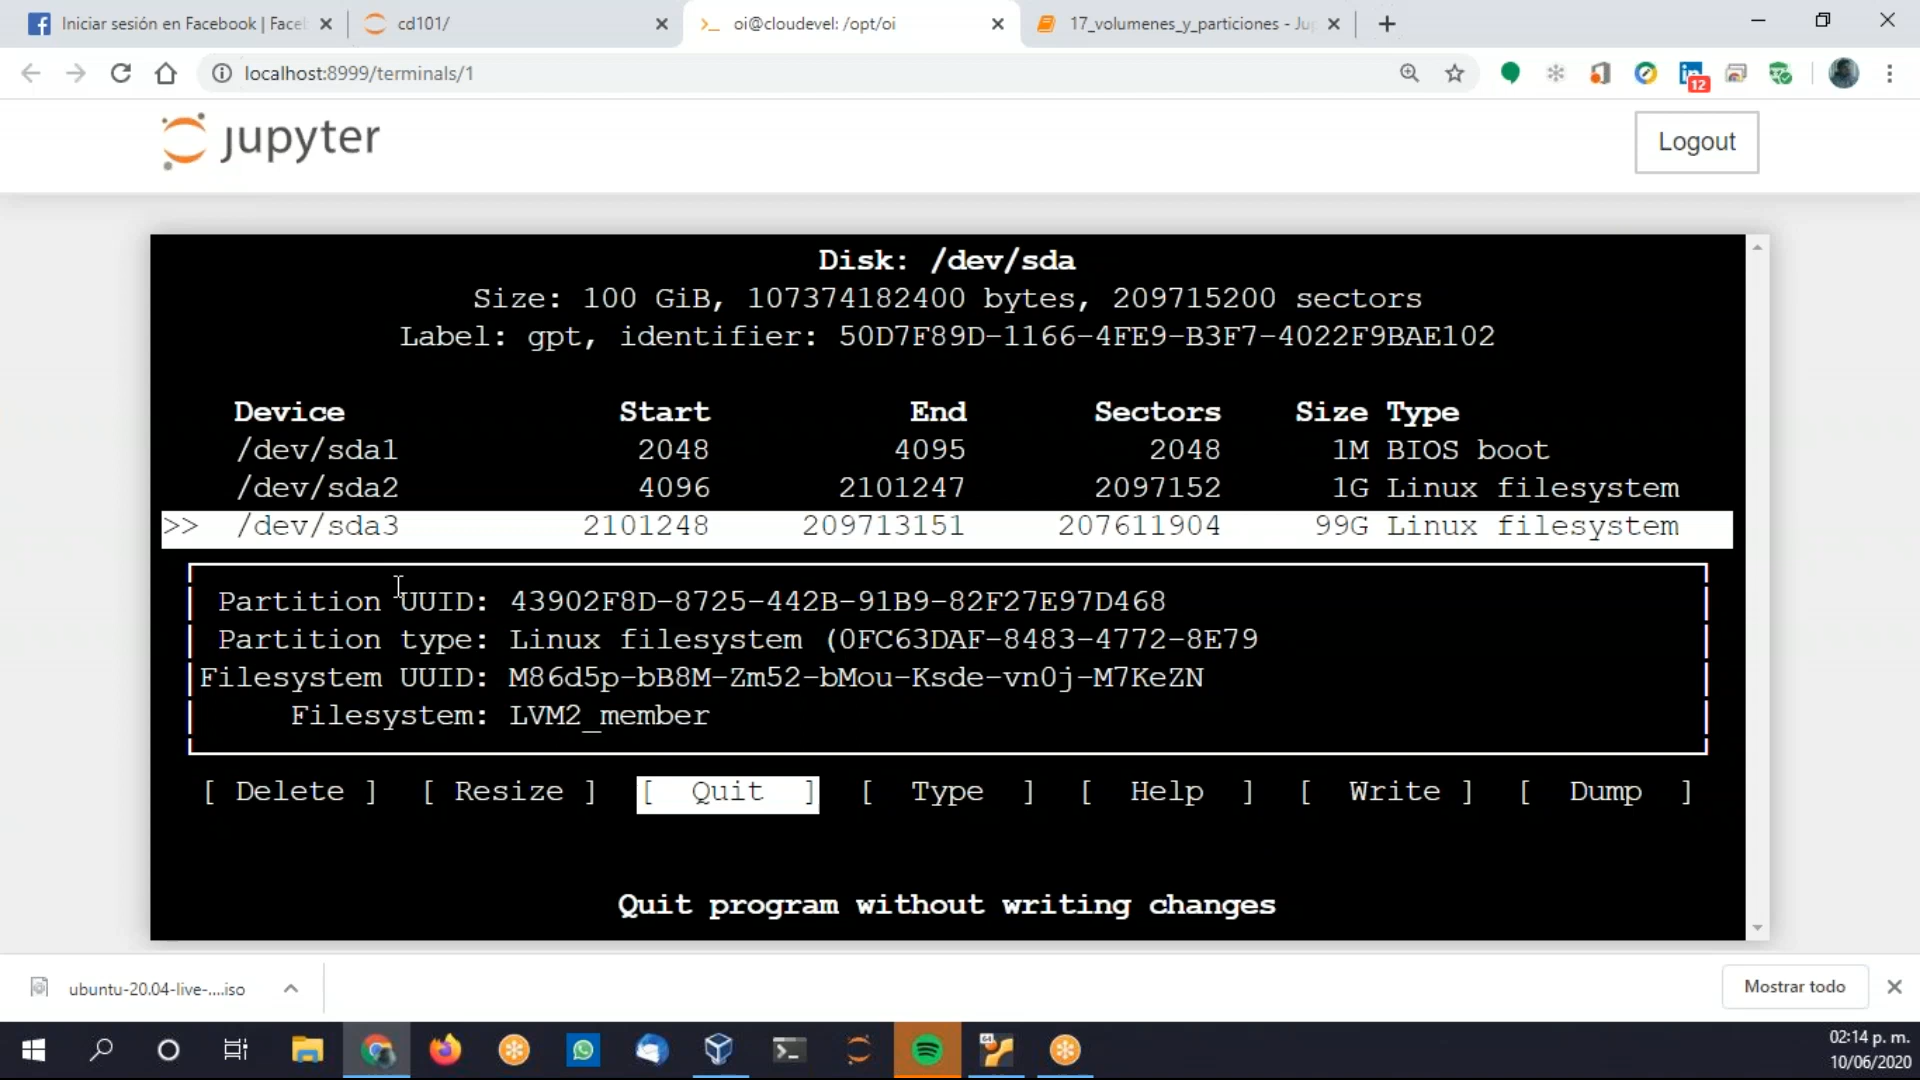 Iniciar sesión en Facebook | Face
cd101/
oi@cloudevel: /opt/oi
17_volumenes_y_particiones - Ju
localhost:8999/terminals/1
12
jupyter
Logout
Disk: /dev/sda
Size: 100 GiB, 107374182400 bytes, 209715200 sectors
Label: gpt, identifier: 50D7F89D-1166-4FE9-B3F7-4022F9BAE102
Device Start End Sectors Size Type
/dev/sda1 2048 4095 2048 1M BIOS boot
/dev/sda2 4096 2101247 2097152 1G Linux filesystem
>> /dev/sda3 2101248 209713151 207611904 99G Linux filesystem
Partition UUID: 43902F8D-8725-442B-91B9-82F27E97D468
Partition type: Linux filesystem (0FC63DAF-8483-4772-8E79
Filesystem UUID: M86d5p-bB8M-Zm52-bMou-Ksde-vn0j-M7KeZN
Filesystem: LVM2_member
[ Delete ] [ Resize ] [ Quit ] [ Type ] [ Help ] [ Write ] [ Dump ]
Quit program without writing changes
ubuntu-20.04-live-....iso
Mostrar todo
02:14 p. m.
10/06/2020